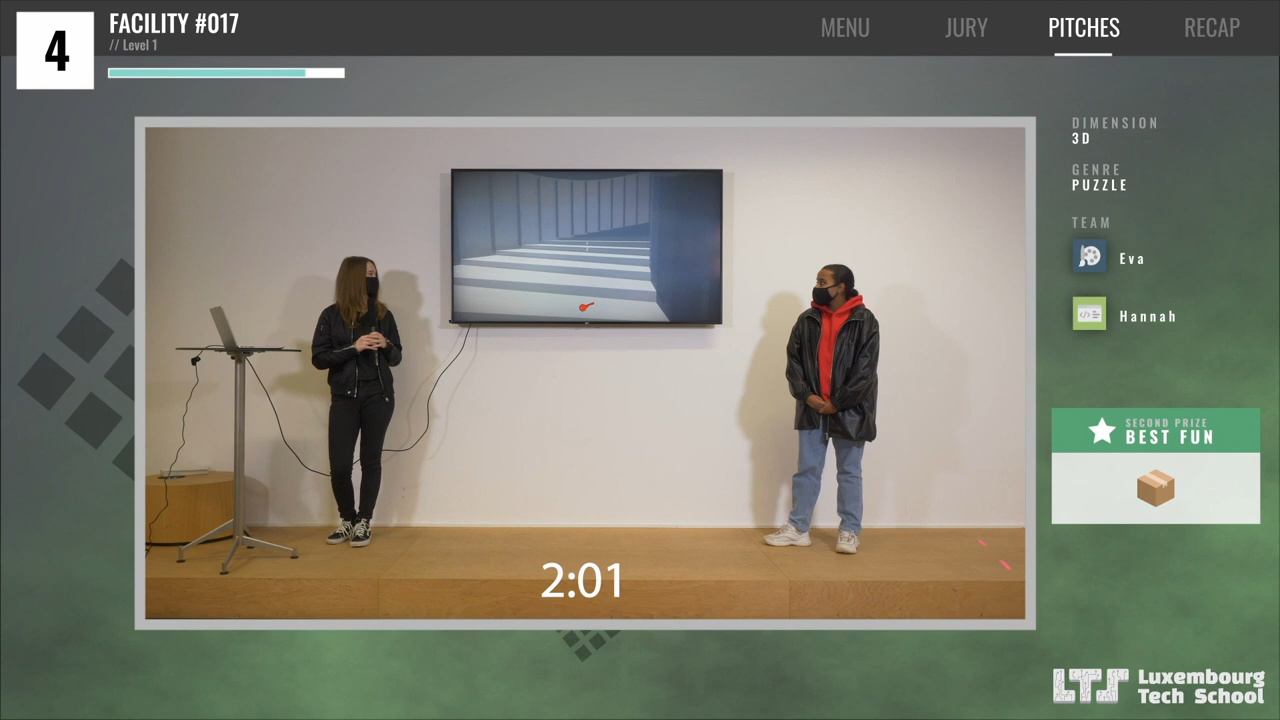 4
FACILITY #017
// Level 1
MENU
JURY
PITCHES
RECAP
DIMENSION
3D
GENRE
PUZZLE
TEAM
Eva
Hannah
SECOND PRIZE
BEST FUN
2:01
LTS
Luxembourg
Tech School